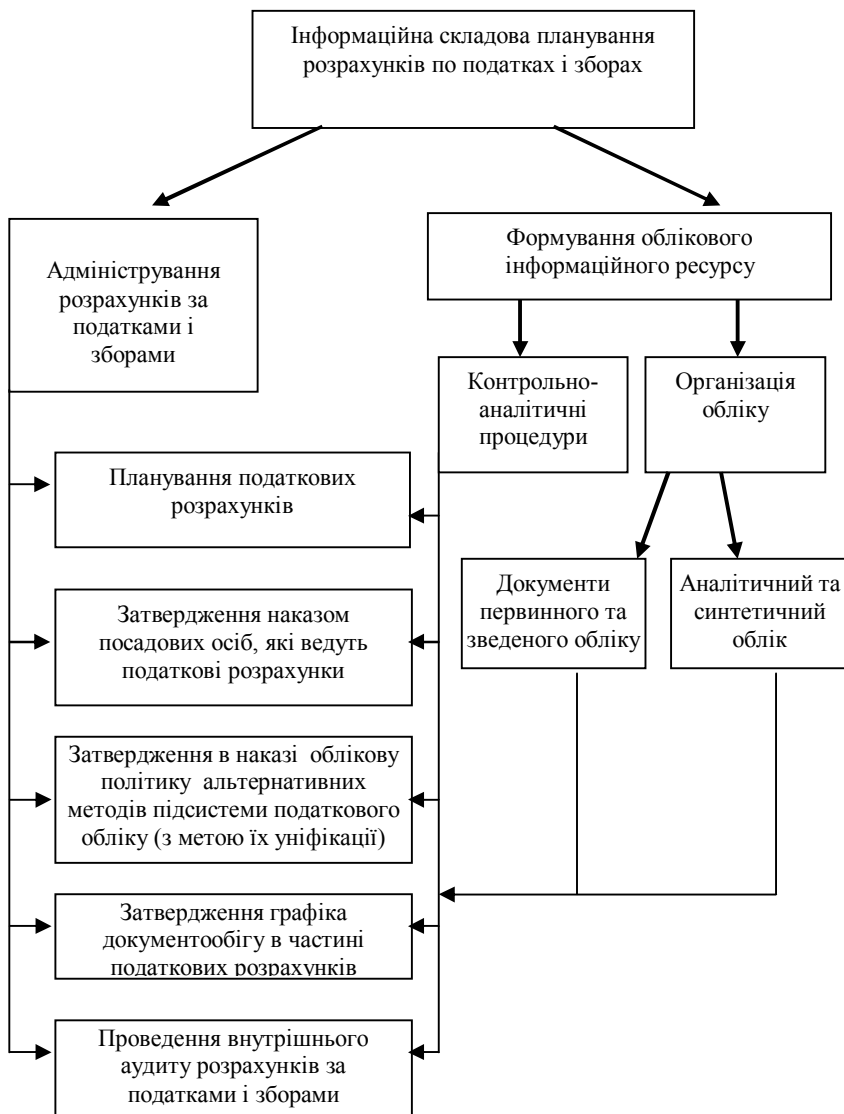 Інформаційна складова планування
розрахунків по податках і зборах
Адміністрування
розрахунків за
податками і
зборами
Формування облікового
інформаційного ресурсу
Контрольно-
аналітичні
процедури
Організація
обліку
Планування податкових
розрахунків
Документи
первинного та
зведеного обліку
Аналітичний та
синтетичний
облік
Затвердження наказом
посадових осіб, які ведуть
податкові розрахунки
Затвердження в наказі облікову
політику альтернативних
методів підсистеми податкового
обліку (з метою їх уніфікації)
Затвердження графіка
документообігу в частині
податкових розрахунків
Проведення внутрішнього
аудиту розрахунків за
податками і зборами